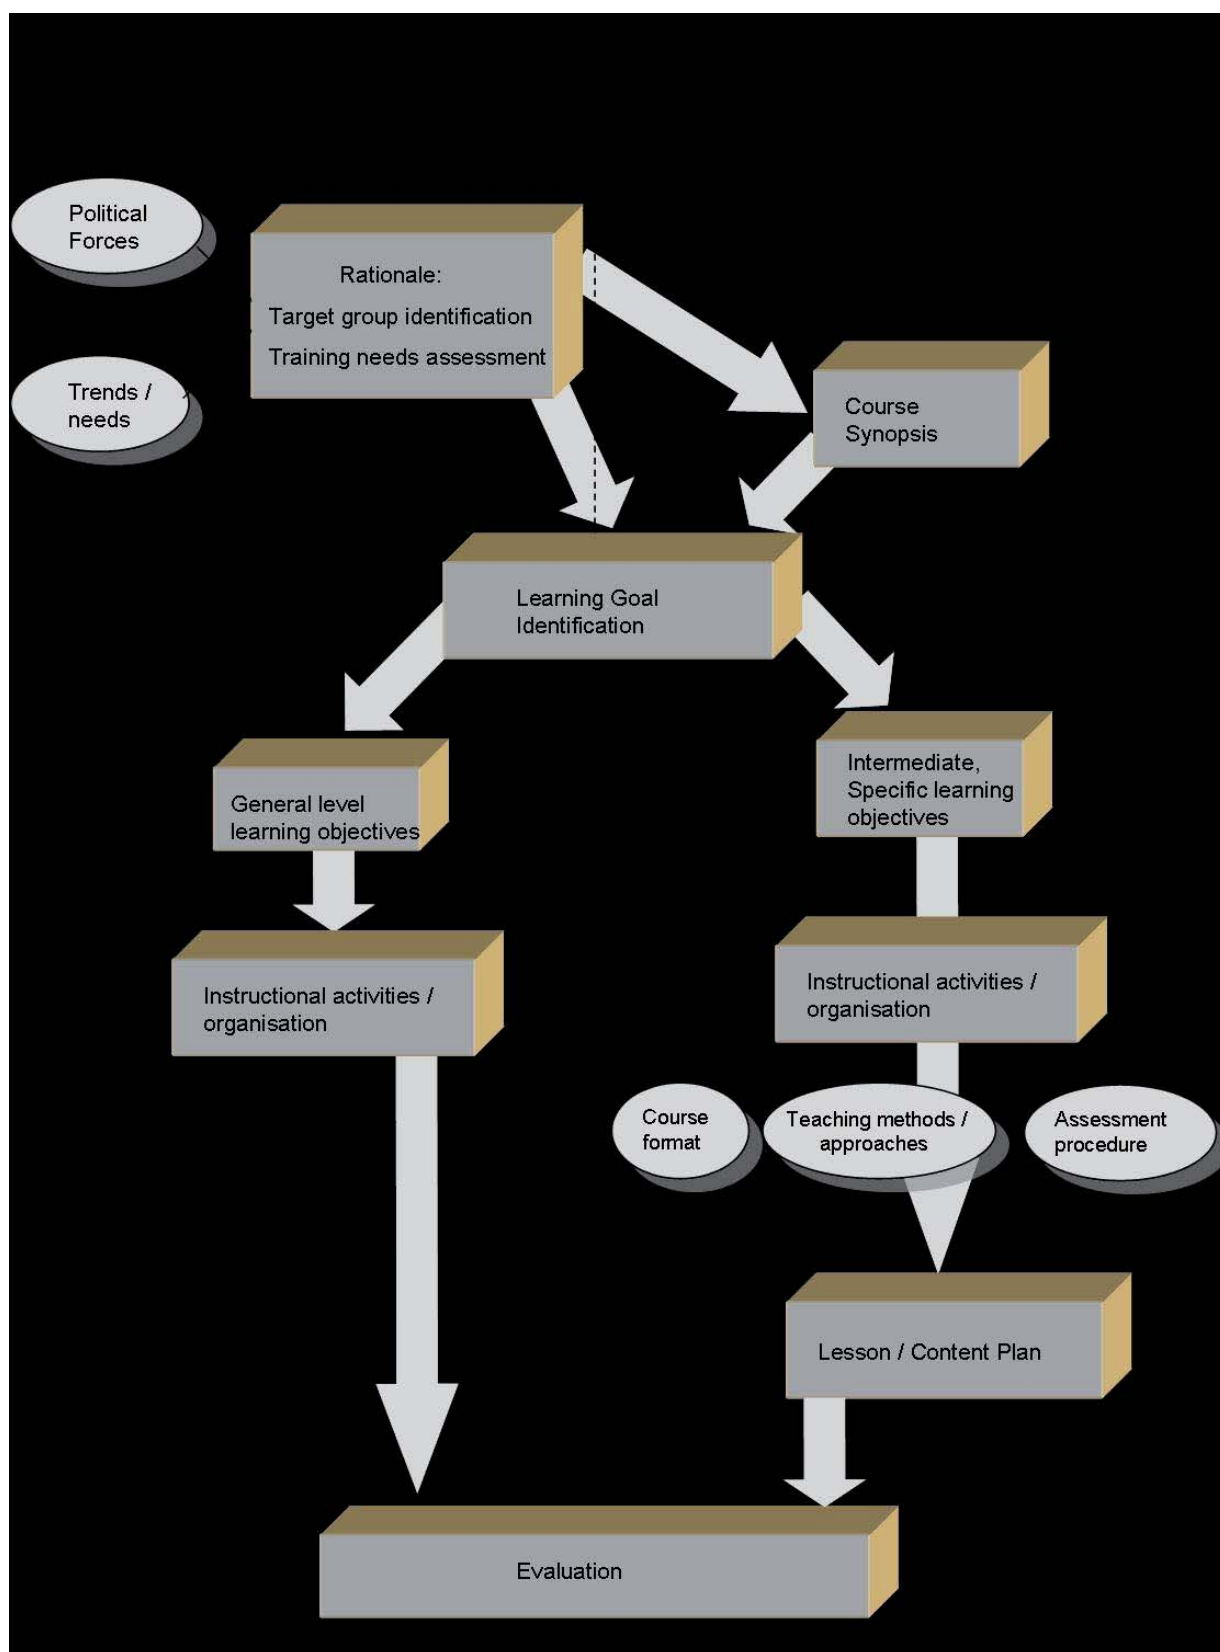 Political
Forces
Rationale:
Target group identification
Training needs assessment
Trends /
needs
Course
Synopsis
Learning Goal
Identification
General level
learning objectives
Intermediate,
Specific learning
objectives
Instructional activities /
organisation
Instructional activities /
organisation
Course
format
Teaching methods /
approaches
Assessment
procedure
Lesson / Content Plan
Evaluation